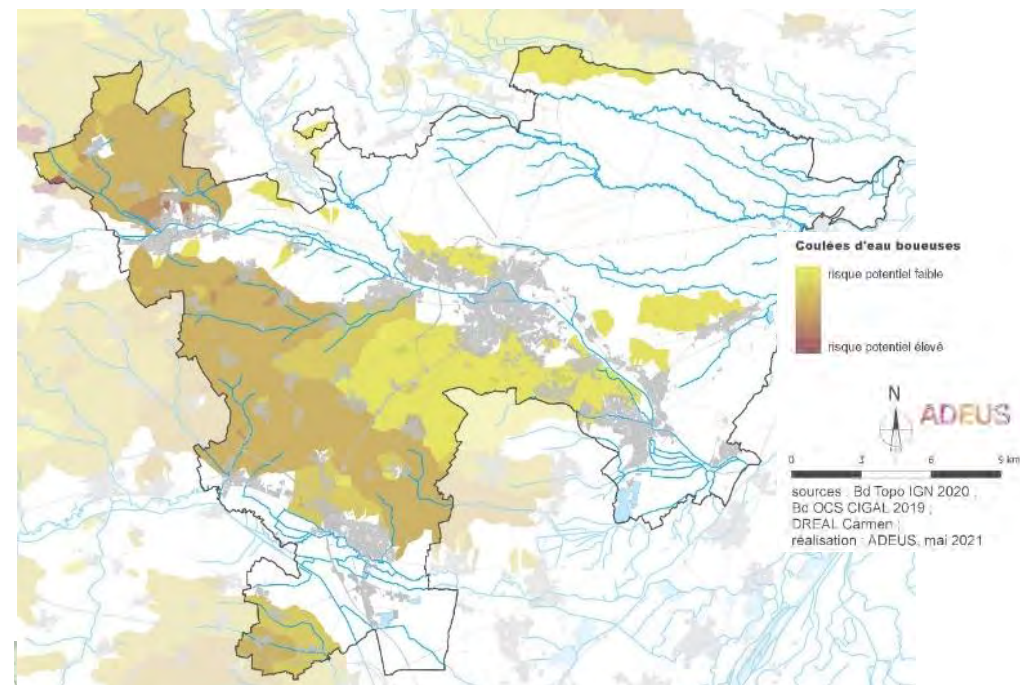 Coulées d'eau boueuses
risque potentiel faible
risque potentiel élevé
N
ADEUS
0 3 6 9 km
sources : Bd Topo IGN 2020 ;
Bd OCS CIGAL 2019 ;
DREAL Carmen ;
réalisation : ADEUS, mai 2021